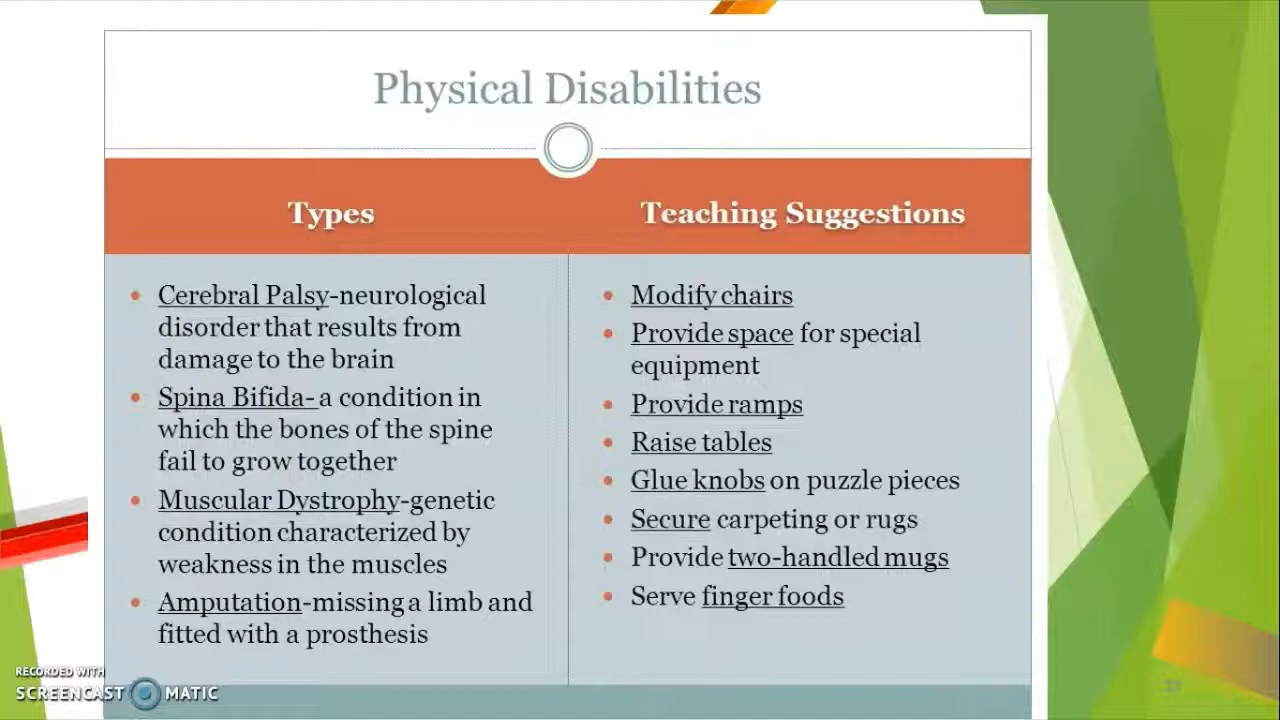 Physical Disabilities
Types
Teaching Suggestions
Cerebral Palsy-neurological
disorder that results from
damage to the brain
Spina Bifida- a condition in
which the bones of the spine
fail to grow together
Muscular Dystrophy-genetic
condition characterized by
weakness in the muscles
Amputation-missing a limb and
fitted with a prosthesis
Modify chairs
Provide space for special
equipment
Provide ramps
Raise tables
Glue knobs on puzzle pieces
Secure carpeting or rugs
Provide two-handled mugs
Serve finger foods
RECORDED WITH
SCREENCAST MATIC